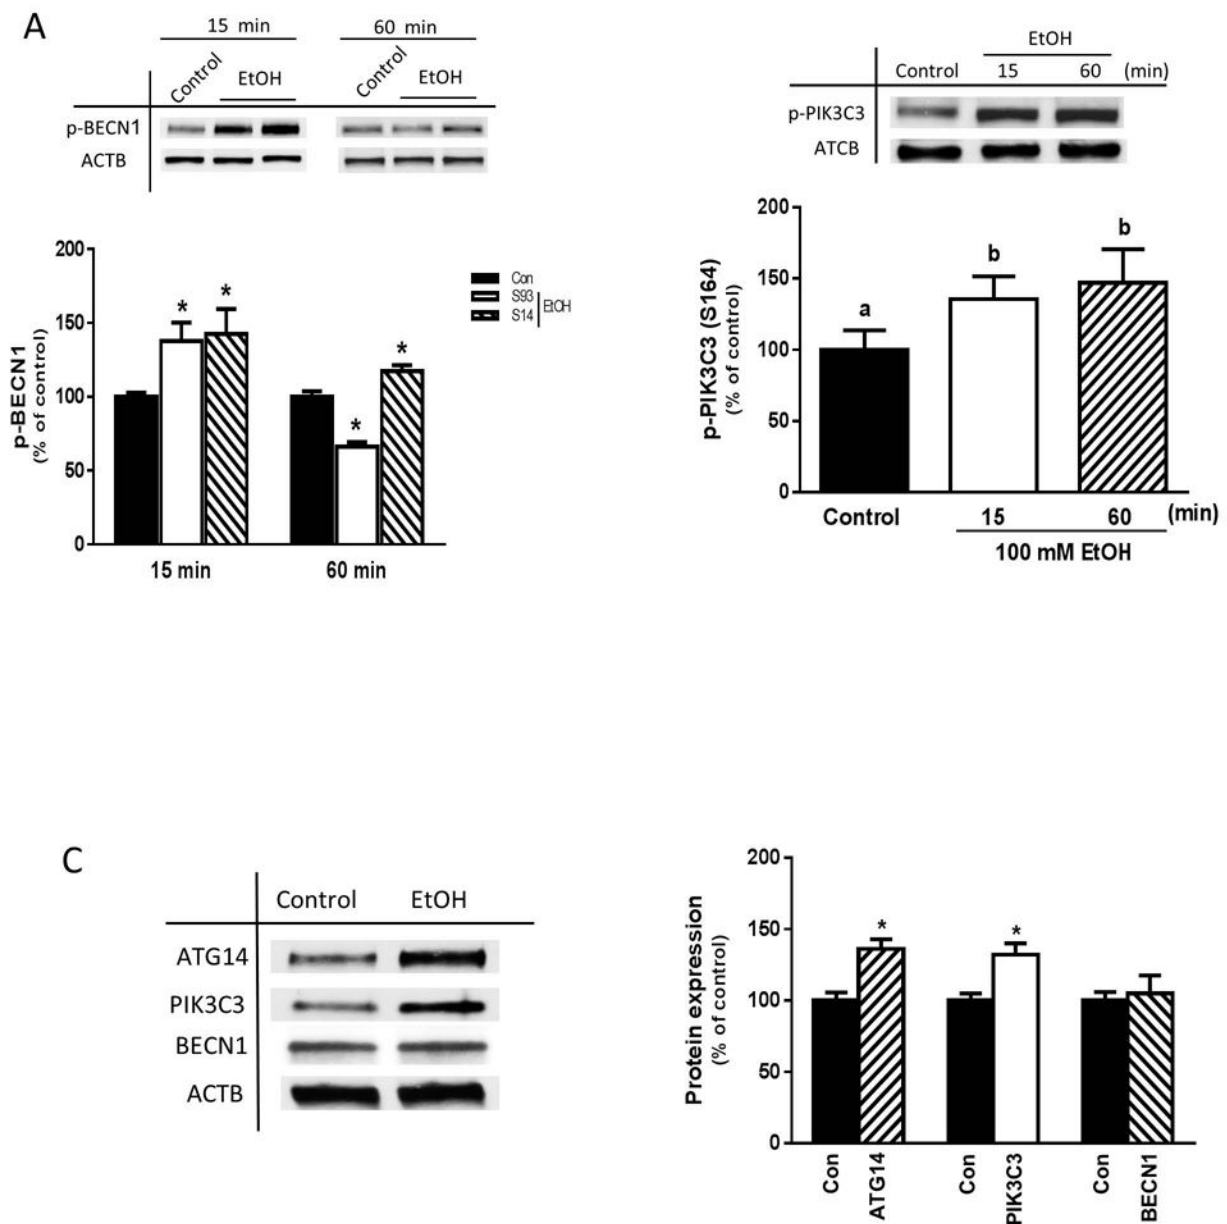 A
15 min
60 min
Control
EtOH
Control
EtOH
p-BECN1
ACTB
200
150
100
50
0
p-BECN1
(% of control)
*
*
*
*
15 min
60 min
Con
S93
S14
EtOH
EtOH
Control
15
60
(min)
p-PIK3C3
ATCB
200
150
100
50
0
p-PIK3C3 (S164)
(% of control)
a
b
b
Control
15
60
(min)
100 mM EtOH
C
Control
EtOH
ATG14
PIK3C3
BECN1
ACTB
200
150
100
50
0
Protein expression
(% of control)
*
*
Con
ATG14
Con
PIK3C3
Con
BECN1